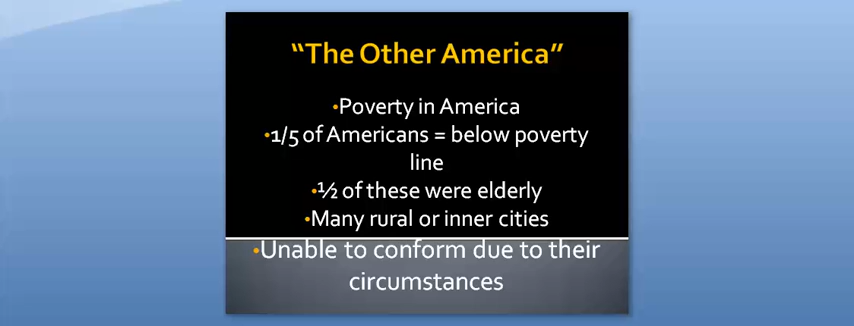 “The Other America”
•Poverty in America
•1/5 of Americans = below poverty
line
•½ of these were elderly
•Many rural or inner cities
•Unable to conform due to their
circumstances